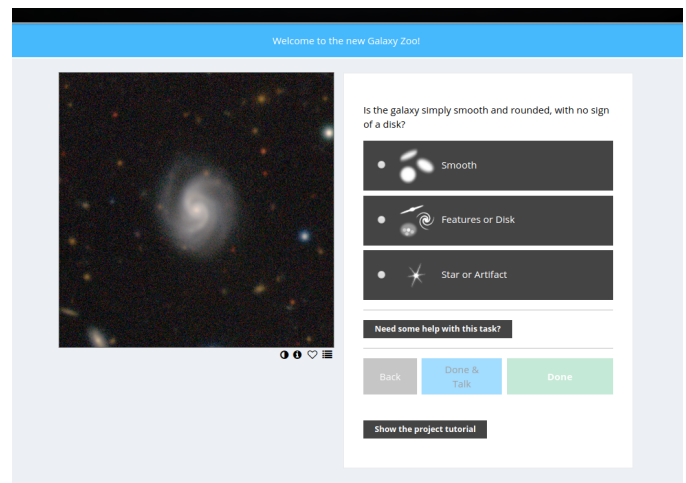 Welcome to the new Galaxy Zoo!
Is the galaxy simply smooth and rounded, with no sign
of a disk?
Smooth
Features or Disk
Star or Artifact
Need some help with this task?
Back
Done &
Talk
Done
Show the project tutorial